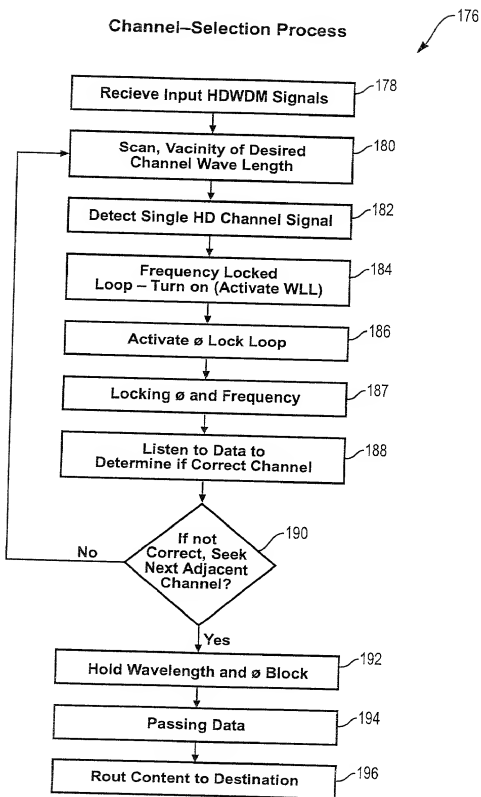 Channel–Selection Process
176
Recieve Input HDWDM Signals
178
Scan, Vacinity of Desired
Channel Wave Length
180
Detect Single HD Channel Signal
182
Frequency Locked
Loop – Turn on (Activate WLL)
184
Activate ø Lock Loop
186
Locking ø and Frequency
187
Listen to Data to
Determine if Correct Channel
188
If not
Correct, Seek
Next Adjacent
Channel?
190
No
Yes
Hold Wavelength and ø Block
192
Passing Data
194
Rout Content to Destination
196